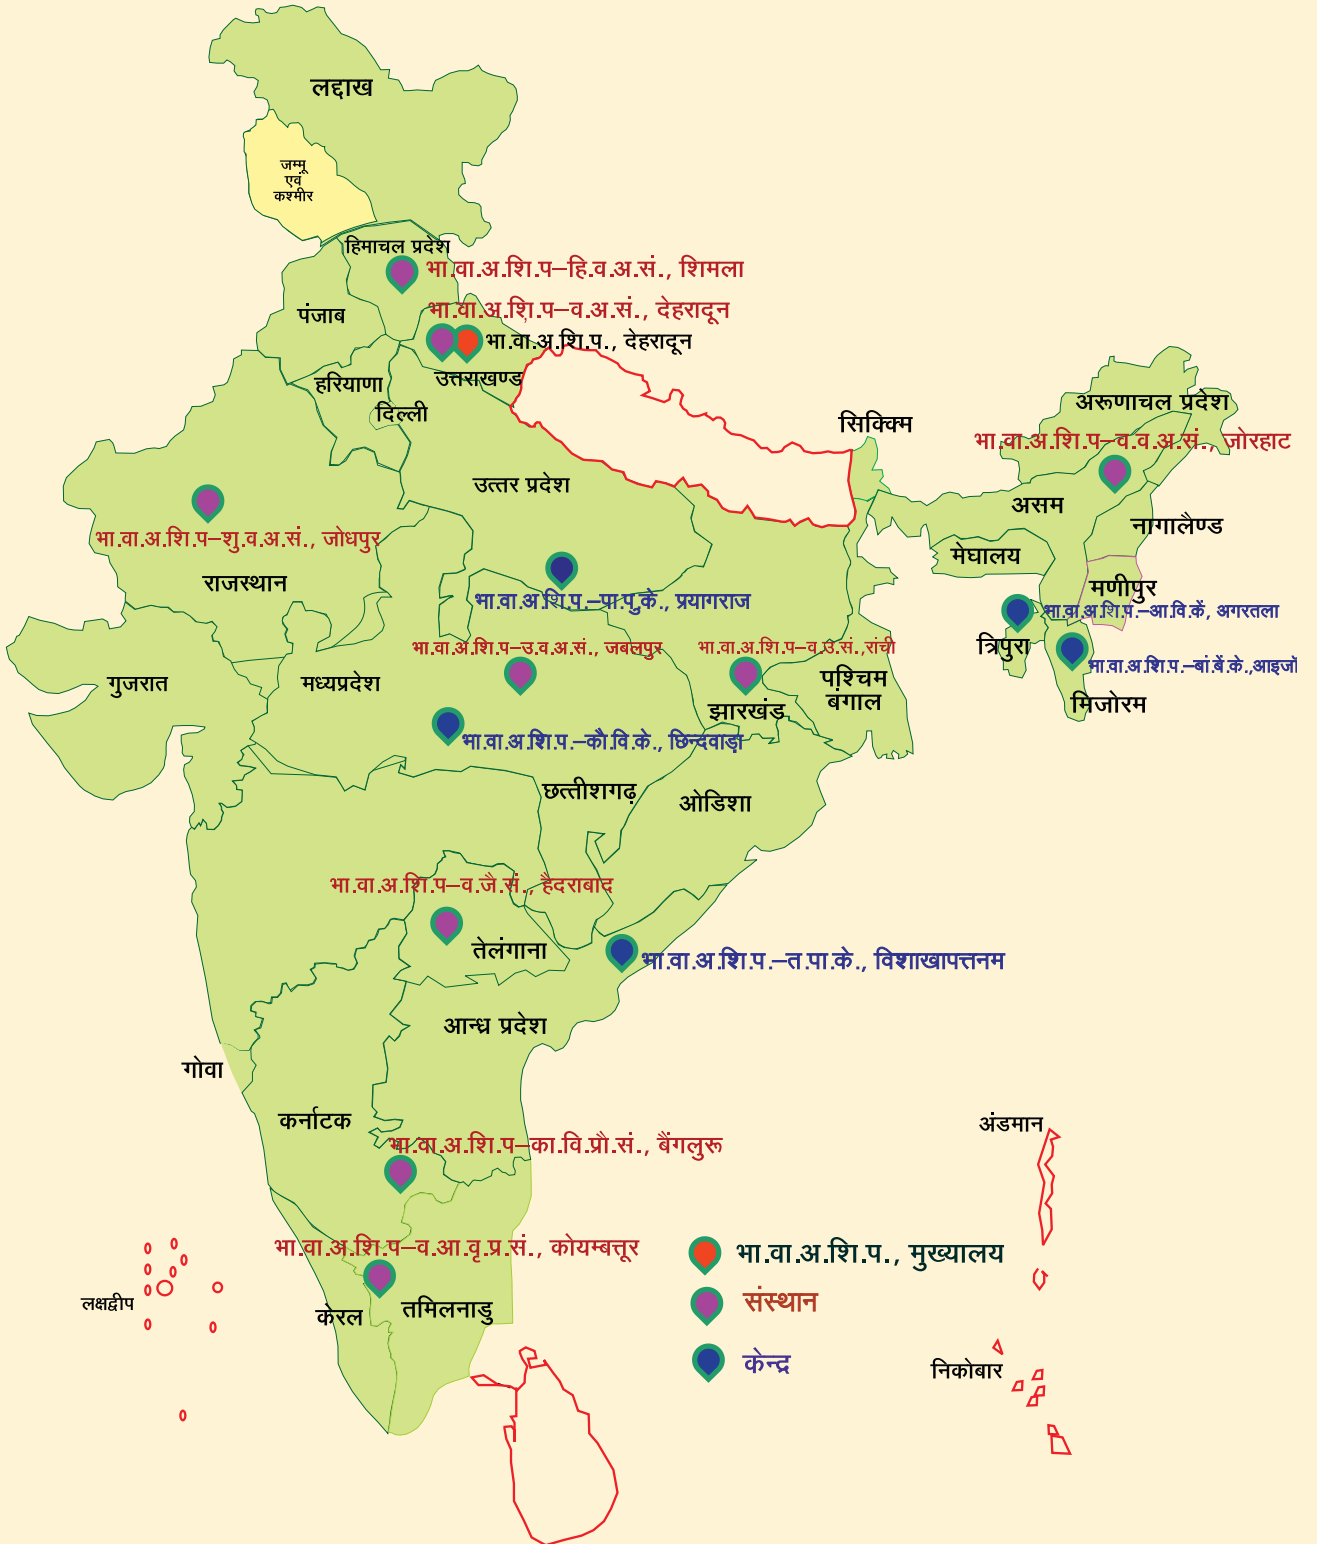 लद्दाख
जम्मू
एवं
कश्मीर
हिमाचल प्रदेश
भा.वा.अ.शि.प–हि.व.अ.सं., शिमला
भा.वा.अ.शि.प–व.अ.सं., देहरादून
पंजाब
भा.वा.अ.शि.प., देहरादून
उत्तराखण्ड
हरियाणा
दिल्ली
अरूणाचल प्रदेश
सिक्क्मि
भा.वा.अ.शि.प–व.व.अ.सं., जोरहाट
उत्तर प्रदेश
असम
नागालैण्ड
भा.वा.अ.शि.प–शु.व.अ.सं., जोधपुर
मेघालय
राजस्थान
मणीपुर
भा.वा.अ.शि.प.–पा.पु.के., प्रयागराज
भा.वा.अ.शि.प.–आ.वि.कें, अगरतला
त्रिपुरा
भा.वा.अ.शि.प–उ.व.अ.सं., जबलपुर
भा.वा.अ.शि.प–व.उ.सं.,रांची
भा.वा.अ.शि.प.–बां.बें.के.,
गुजरात
मध्यप्रदेश
पश्चिम
बंगाल
मिजोरम
झारखंड
भा.वा.अ.शि.प.–कौ.वि.के., छिन्दवाड़ा
छत्तीशगढ़
ओडिशा
भा.वा.अ.शि.प–व.जै.सं., हैदराबाद
तेलंगाना
भा.वा.अ.शि.प.–त.पा.के., विशाखापत्तनम
आन्ध्र प्रदेश
गोवा
कर्नाटक
अंडमान
भा.वा.अ.शि.प–का.वि.प्रौ.सं., बैंगलुरू
भा.वा.अ.शि.प–व.आ.वृ.प्र.सं., कोयम्बत्तूर
भा.वा.अ.शि.प., मुख्यालय
लक्षद्वीप
केरल
तमिलनाडु
संस्थान
केन्द्र
निकोबार